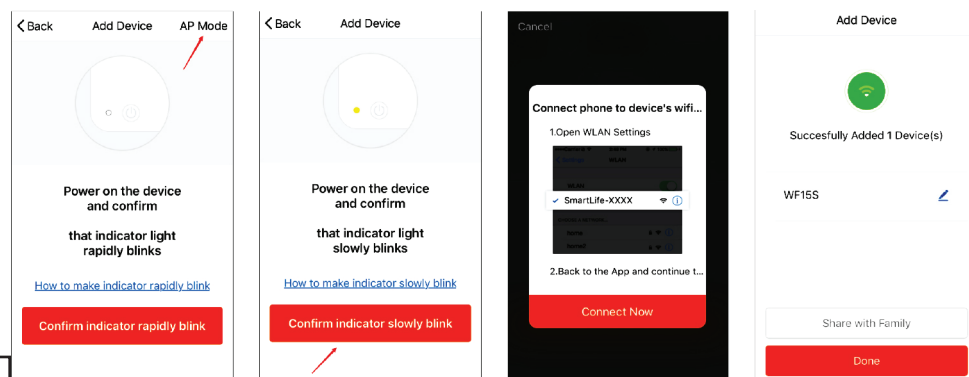 Back Add Device AP Mode
Power on the device
and confirm
that indicator light
rapidly blinks
How to make indicator rapidly blink
Confirm indicator rapidly blink
Back Add Device
Power on the device
and confirm
that indicator light
slowly blinks
How to make indicator slowly blink
Confirm indicator slowly blink
Cancel
Connect phone to device's wifi...
1.Open WLAN Settings
WLAN
WLAN
SmartLife-XXXX
2.Back to the App and continue t...
Connect Now
Add Device
Succesfully Added 1 Device(s)
WF15S
Share with Family
Done